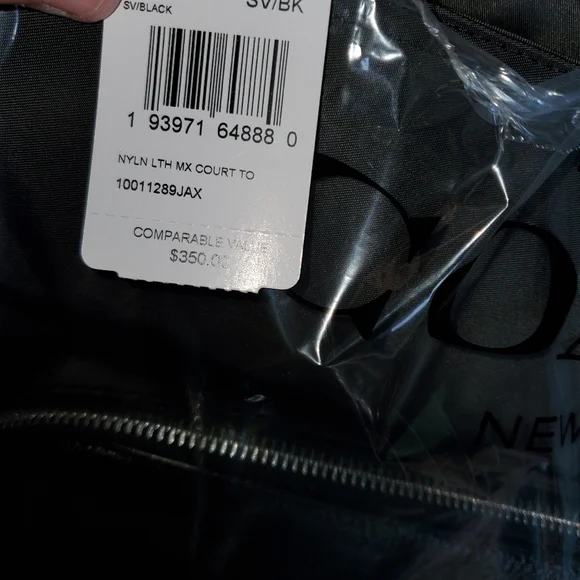 SV/BLACK
SV/BK
1 93971 64888 0
NYLN LTH MX COURT TO
10011289JAX
COMPARABLE VALUE
$350.00
CO
NEW